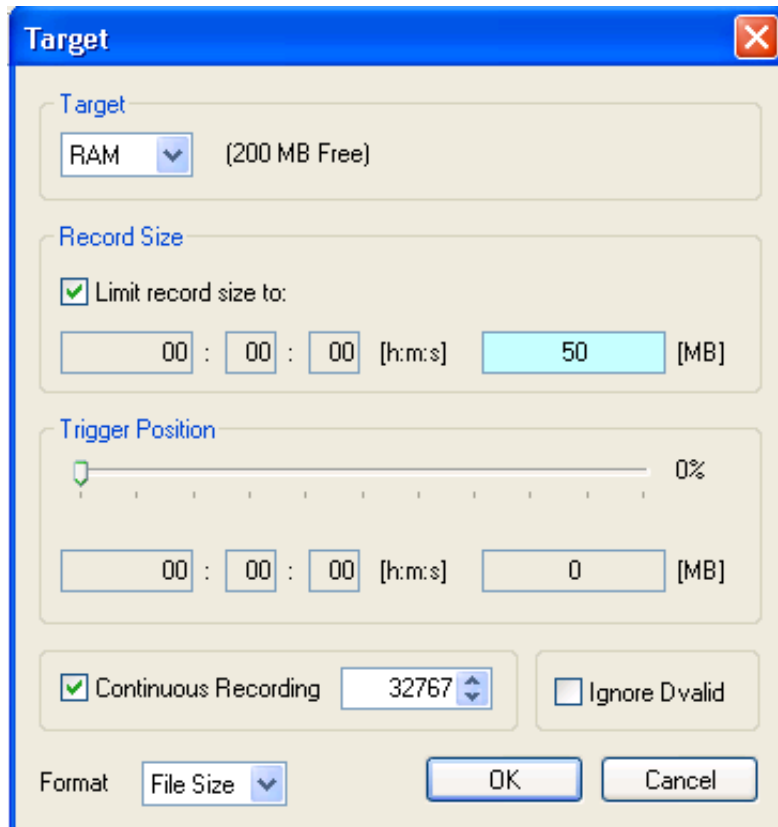 Target
Target
RAM (200 MB Free)
Record Size
Limit record size to:
00 : 00 : 00 [h:m:s] 50 [MB]
Trigger Position
0%
00 : 00 : 00 [h:m:s] 0 [MB]
Continuous Recording 32767 Ignore Dvalid
Format File Size OK Cancel